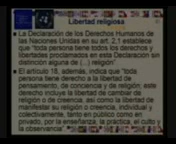 Libertad religiosa
La Declaración de los Derechos Humanos de
las Naciones Unidas en su art. 2.1 establece
que "toda persona tiene todos los derechos y
libertades proclamados en esta Declaración sin
distinción alguna de (...) religión".
El artículo 18, además, indica que "toda
persona tiene derecho a la libertad de
pensamiento, de conciencia y de religión;
este derecho incluye la libertad de cambiar de
religión o de creencia, así como la libertad de
manifestar su religión o creencia, individual y
colectivamente, tanto en público como en
privado, por la enseñanza, la práctica, el culto y
la observancia".